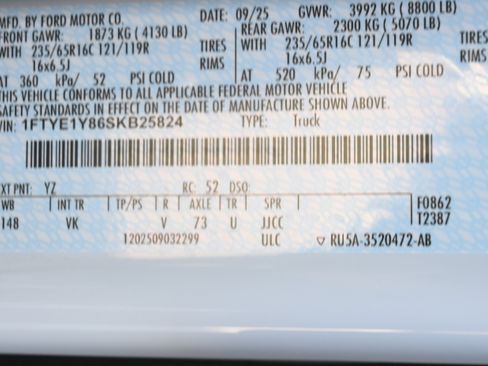 MFD. BY FORD MOTOR CO. DATE: 09/25 GVWR: 3992 KG ( 8800 LB)
FRONT GAWR: 1873 KG ( 4130 LB) REAR GAWR: 2300 KG ( 5070 LB)
WITH 235/65R16C 121/119R TIRES WITH 235/65R16C 121/119R TIRES
16x6.5J RIMS 16x6.5J RIMS
AT 360 kPa/ 52 PSI COLD AT 520 kPa/ 75 PSI COLD
THIS VEHICLE CONFORMS TO ALL APPLICABLE FEDERAL MOTOR VEHICLE
SAFETY STANDARDS IN EFFECT ON THE DATE OF MANUFACTURE SHOWN ABOVE.
VIN: 1FTYE1Y86SKB25824 TYPE: Truck
EXT PNT: YZ RC: 52 DSO:
WB INT TR TP/PS R AXLE TR SPR F0862
148 VK V 73 U JJCC T2387
1202509032299 ULC ▽ RU5A-3520472-AB